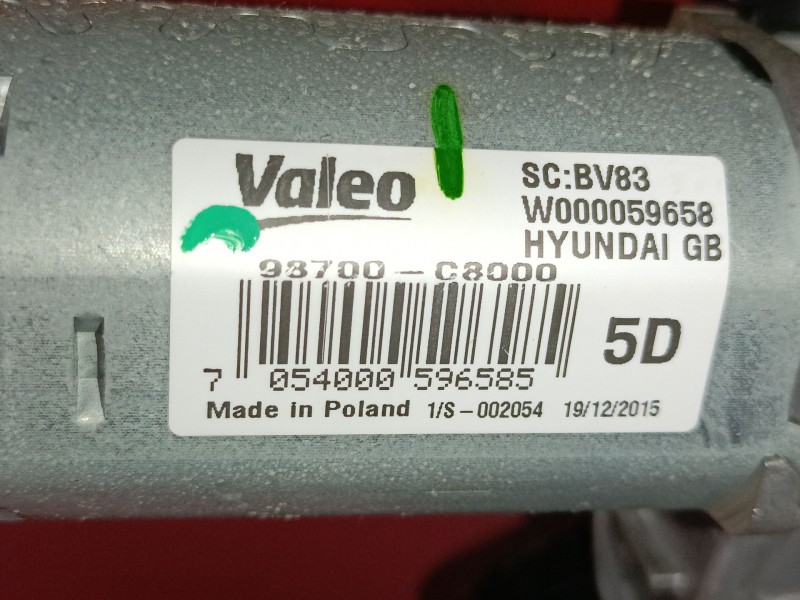 Valeo
SC:BV83
W000059658
HYUNDAI GB
98700-C8000
5D
7 054000 596585
Made in Poland 1/S-002054 19/12/2015